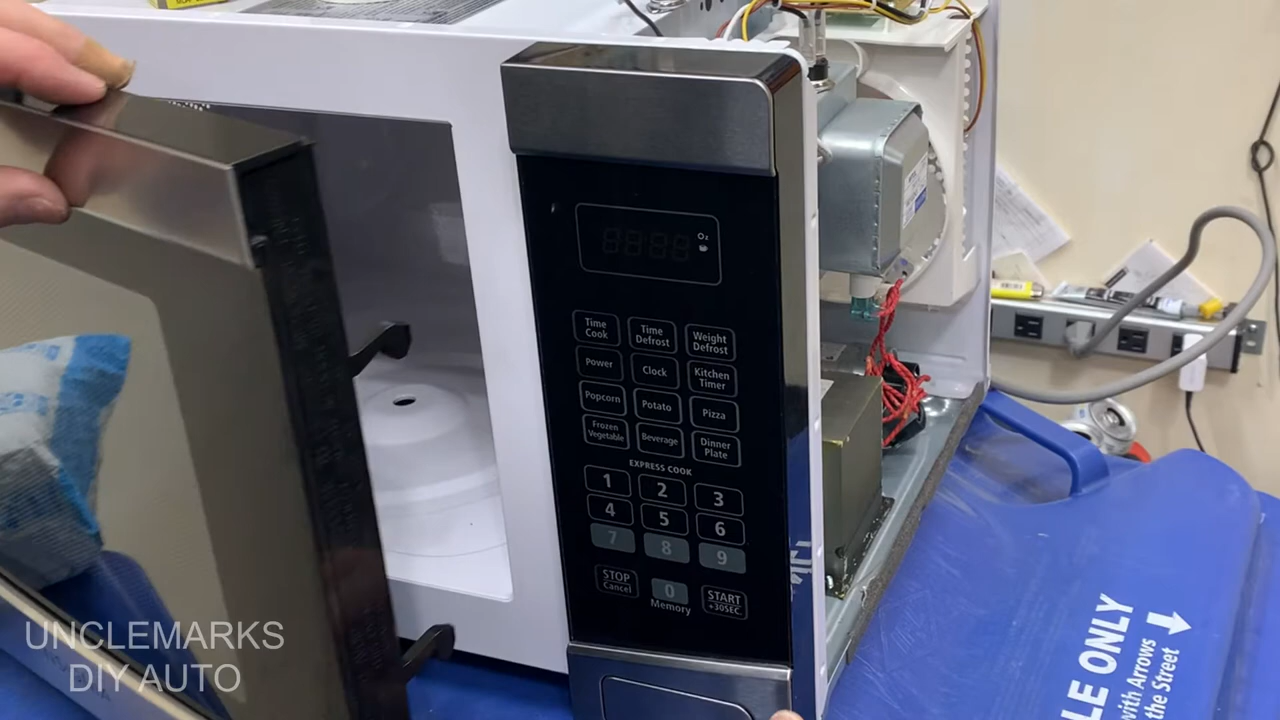 Oz
Time Cook
Time Defrost
Weight Defrost
Power
Clock
Kitchen Timer
Popcorn
Potato
Pizza
Frozen Vegetable
Beverage
Dinner Plate
EXPRESS COOK
1 2 3
4 5 6
7 8 9
STOP Cancel
0
START +30SEC.
Memory
UNCLEMARKS
DIY AUTO
LE ONLY
with Arrows
the Street